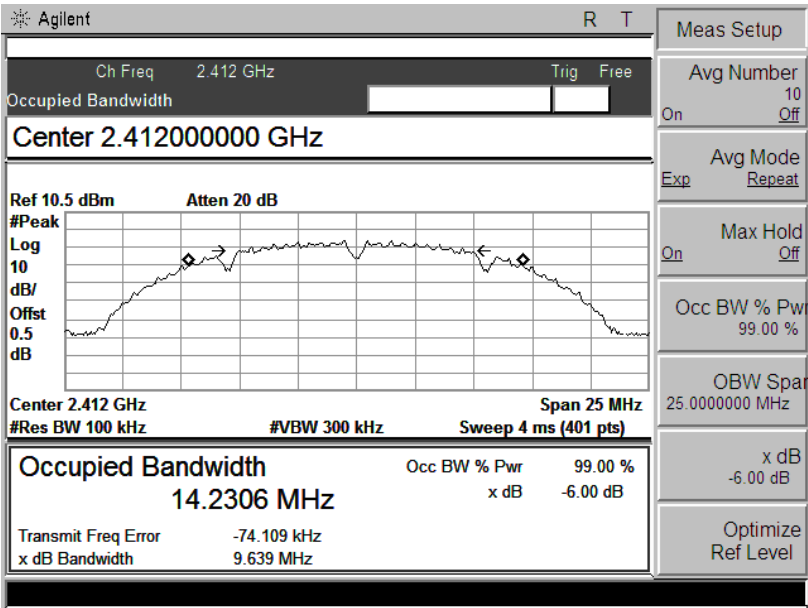 Agilent R T
Ch Freq 2.412 GHz Trig Free
Occupied Bandwidth
Center 2.412000000 GHz
Ref 10.5 dBm Atten 20 dB
#Peak
Log
10
dB/
Offst
0.5
dB
Center 2.412 GHz Span 25 MHz
#Res BW 100 kHz #VBW 300 kHz Sweep 4 ms (401 pts)
Occupied Bandwidth Occ BW % Pwr 99.00 %
14.2306 MHz x dB -6.00 dB
Transmit Freq Error -74.109 kHz
x dB Bandwidth 9.639 MHz
Meas Setup
Avg Number
10
On Off
Avg Mode
Exp Repeat
Max Hold
On Off
Occ BW % Pwr
99.00 %
OBW Span
25.0000000 MHz
x dB
-6.00 dB
Optimize
Ref Level